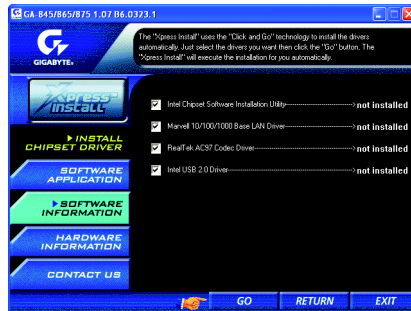 GA-845/865/875 1.07 B6.0323.1
GIGABYTE™
The "Xpress Install" uses the "Click and Go" technology to install the drivers
automatically. Just select the drivers you want then click the "Go" button. The
"Xpress Install" will execute the installation for you automatically.
Xpress
Install
INSTALL
CHIPSET DRIVER
SOFTWARE
APPLICATION
SOFTWARE
INFORMATION
HARDWARE
INFORMATION
CONTACT US
Intel Chipset Software Installation Utility----------> not installed
Marvell 10/100/1000 Base LAN Driver----------> not installed
RealTek AC97 Codec Driver----------> not installed
Intel USB 2.0 Driver----------> not installed
GO
RETURN
EXIT